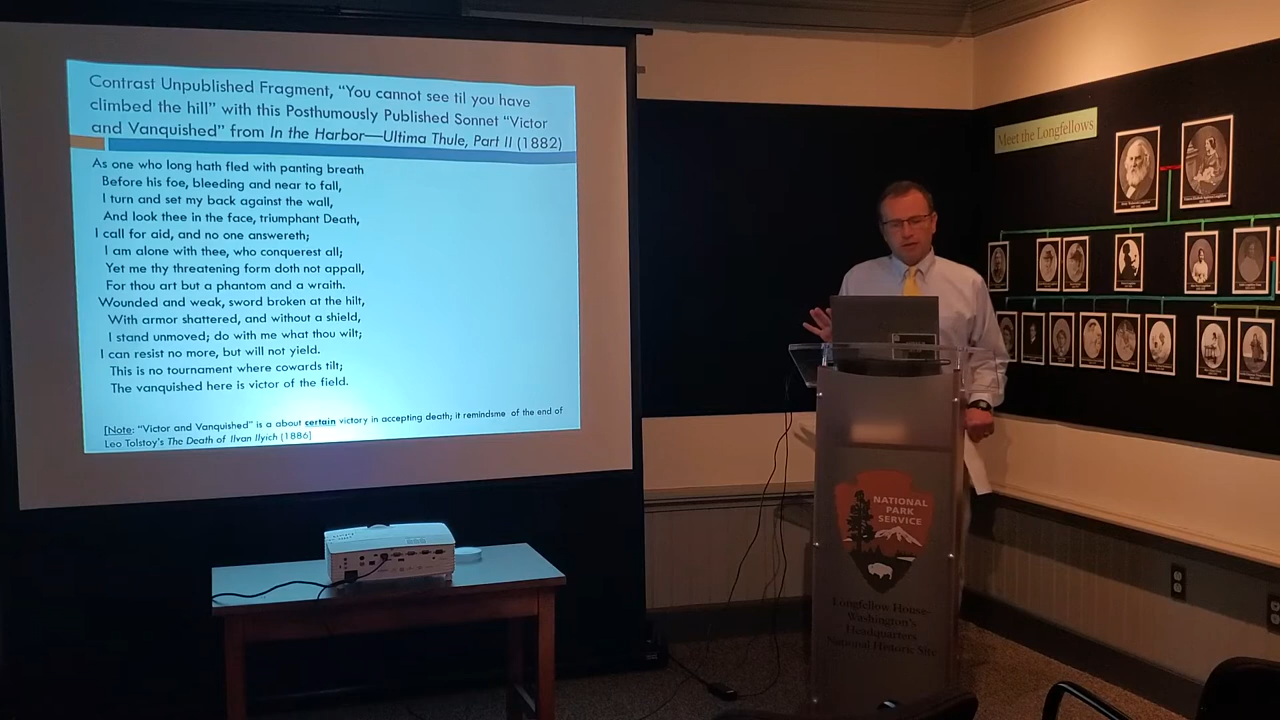 Contrast Unpublished Fragment, “You cannot see til you have
climbed the hill” with this Posthumously Published Sonnet “Victor
and Vanquished” from In the Harbor—Ultima Thule, Part II (1882)
As one who long hath fled with panting breath
Before his foe, bleeding and near to fall,
I turn and set my back against the wall,
And look thee in the face, triumphant Death,
I call for aid, and no one answereth;
I am alone with thee, who conquerest all;
Yet me thy threatening form doth not appall,
For thou art but a phantom and a wraith.
Wounded and weak, sword broken at the hilt,
With armor shattered, and without a shield,
I stand unmoved; do with me what thou wilt;
I can resist no more, but will not yield.
This is no tournament where cowards tilt;
The vanquished here is victor of the field.
[Note: “Victor and Vanquished” is a about certain victory in accepting death; it remindsme of the end of
Leo Tolstoy's The Death of Ilvan Ilyich (1886]
Meet the Longfellows
NATIONAL
PARK
SERVICE
Longfellow House–
Washington's
Headquarters
National Historic Site